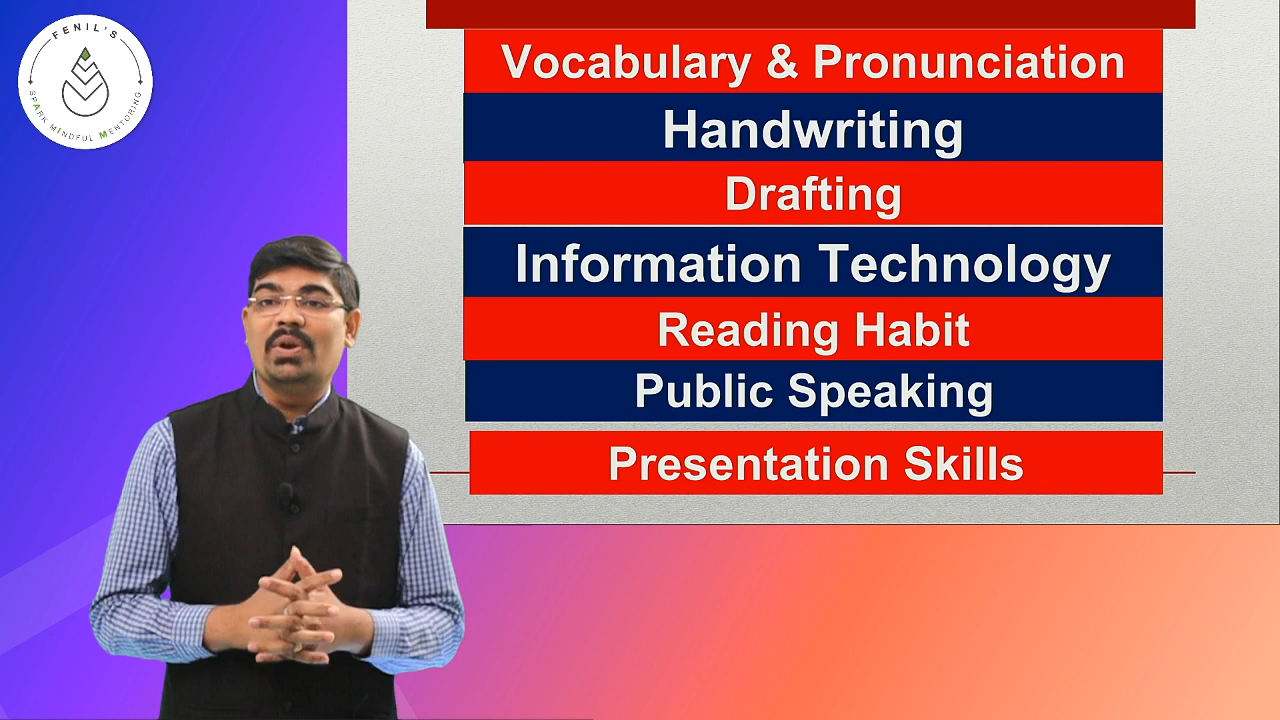 FENIL'S
SPARK MINDFUL MENTORING
Vocabulary & Pronunciation
Handwriting
Drafting
Information Technology
Reading Habit
Public Speaking
Presentation Skills